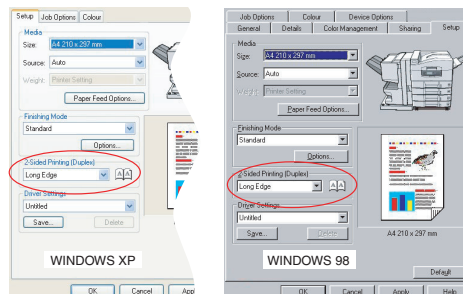 Setup Job Options Colour
Media
Size: A4 210 x 297 mm
Source: Auto
Weight: Printer Setting
Paper Feed Options...
Finishing Mode
Standard
Options...
2-Sided Printing (Duplex)
Long Edge
Driver Settings
Untitled
Save... Delete
WINDOWS XP
OK Cancel Appl
Job Options Colour Device Options
General Details Color Management Sharing Setup
Media
Size: A4 210 x 297 mm
Source: Auto
Weight: Printer Setting
Paper Feed Options...
Finishing Mode
Standard
Options...
2-Sided Printing (Duplex)
Long Edge
Driver Settings
Untitled
Save... Delete
A4 210 x 297 mm
WINDOWS 98
Default
OK Cancel Apply Help